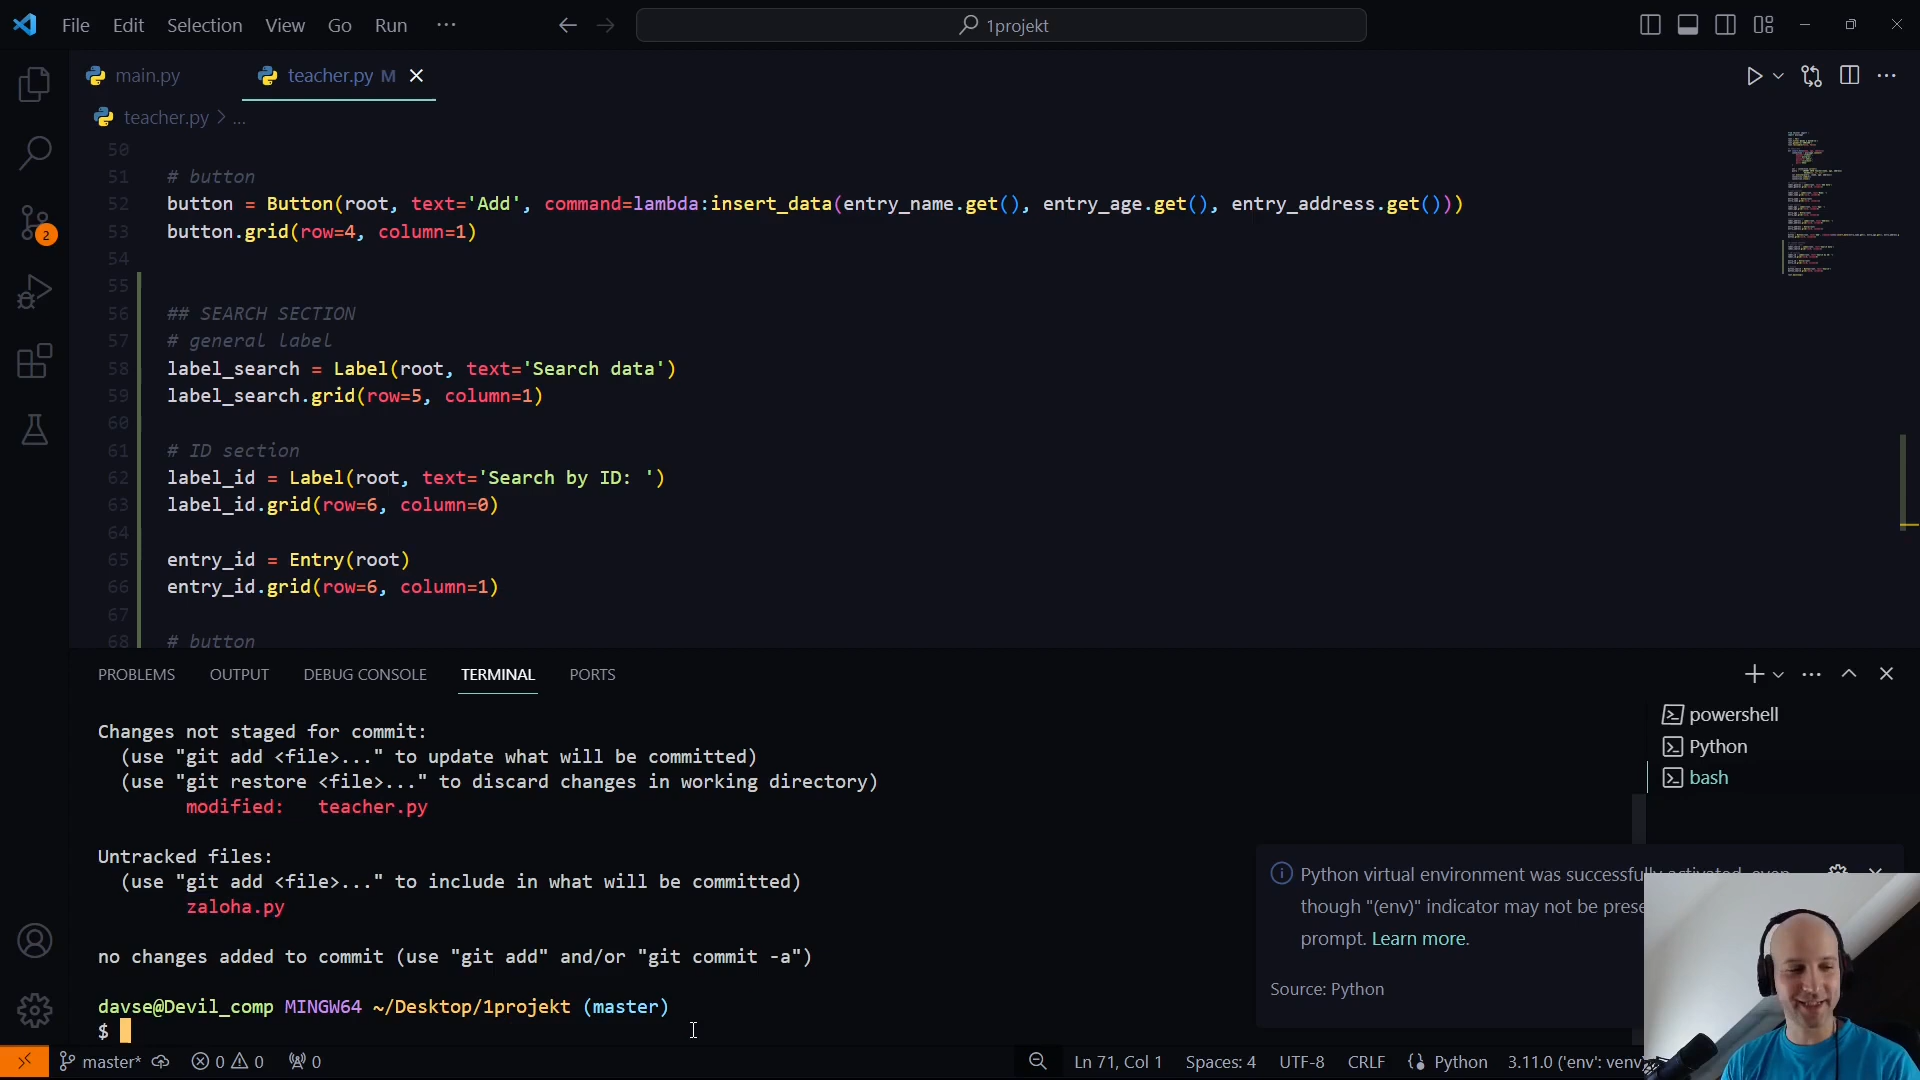 File Edit Selection View Go Run ···
1projekt
main.py
teacher.py M
teacher.py > ...
50
51 # button
52 button = Button(root, text='Add', command=lambda:insert_data(entry_name.get(), entry_age.get(), entry_address.get()))
53 button.grid(row=4, column=1)
54
55
56 ## SEARCH SECTION
57 # general label
58 label_search = Label(root, text='Search data')
59 label_search.grid(row=5, column=1)
60
61 # ID section
62 label_id = Label(root, text='Search by ID: ')
63 label_id.grid(row=6, column=0)
64
65 entry_id = Entry(root)
66 entry_id.grid(row=6, column=1)
67
68 # button
PROBLEMS OUTPUT DEBUG CONSOLE TERMINAL PORTS
Changes not staged for commit:
(use "git add <file>..." to update what will be committed)
(use "git restore <file>..." to discard changes in working directory)
modified: teacher.py
Untracked files:
(use "git add <file>..." to include in what will be committed)
zaloha.py
no changes added to commit (use "git add" and/or "git commit -a")
davse@Devil_comp MINGW64 ~/Desktop/1projekt (master)
$
powershell
Python
bash
Python virtual environment was successfully activated, even
though "(env)" indicator may not be
prompt. Learn more.
Source: Python
2
master* 0 0 0
Ln 71, Col 1 Spaces: 4 UTF-8 CRLF Python 3.11.0 ('env': venv)